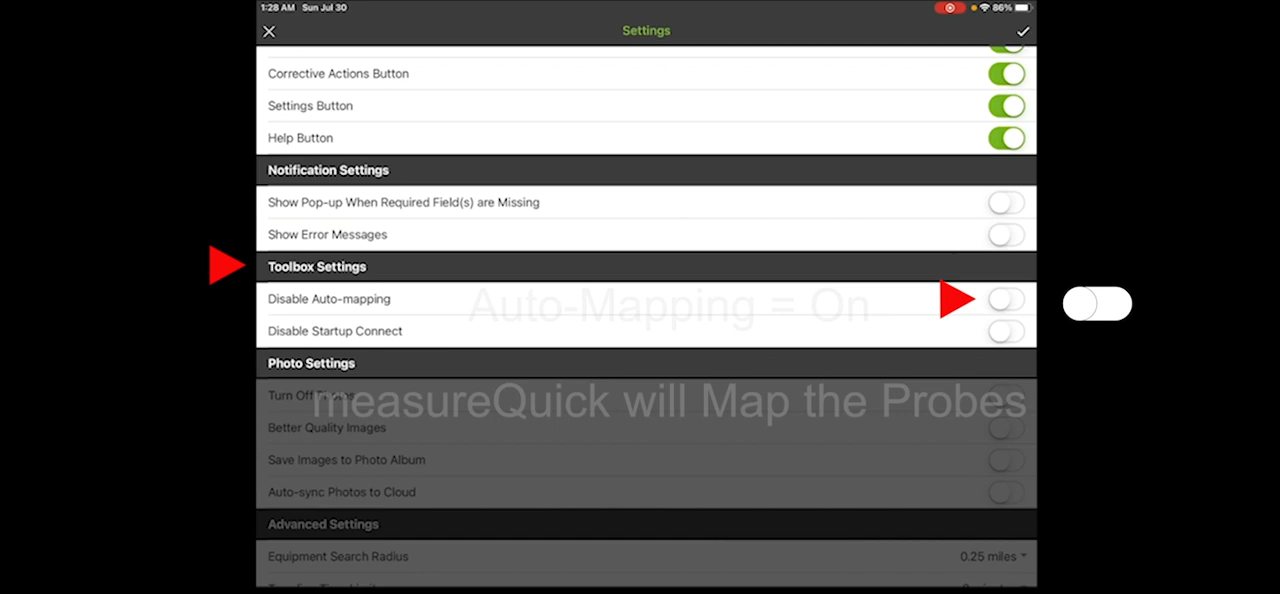 1:28 AM Sun Jul 30 86%
Settings
Corrective Actions Button
Settings Button
Help Button
Notification Settings
Show Pop-up When Required Field(s) are Missing
Show Error Messages
Toolbox Settings
Disable Auto-mapping
Auto-Mapping = On
Disable Startup Connect
Photo Settings
Turn Off Photos
measureQuick will Map the Probes
Better Quality Images
Save Images to Photo Album
Auto-sync Photos to Cloud
Advanced Settings
Equipment Search Radius 0.25 miles